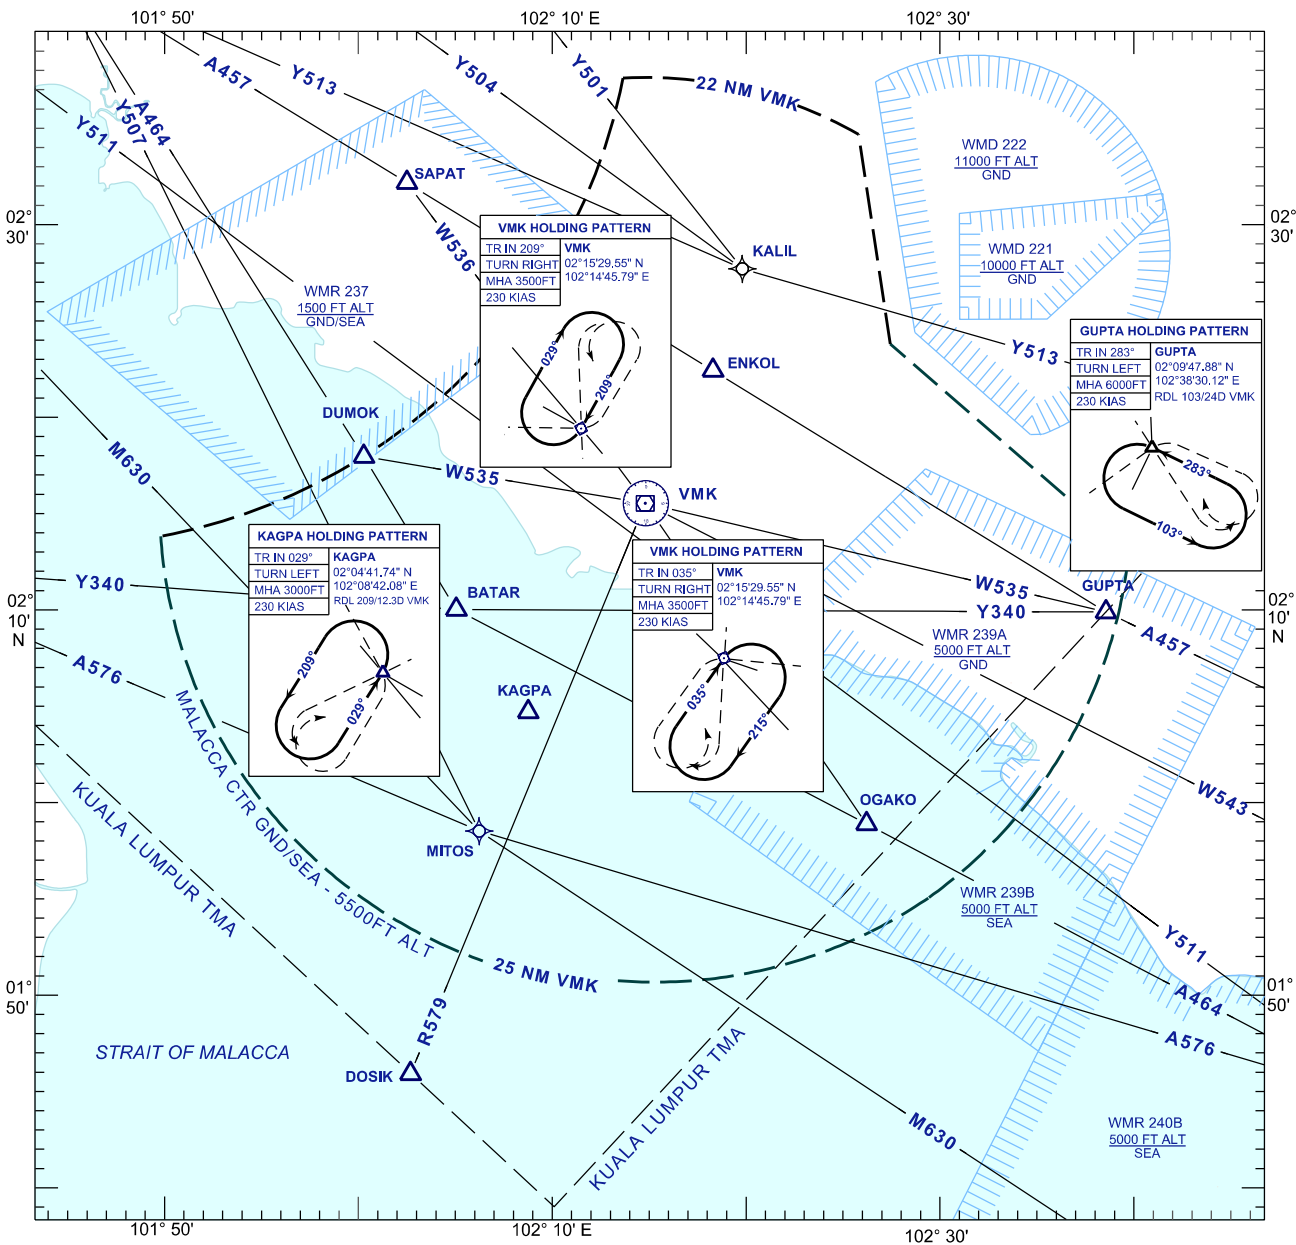 101° 50'
102° 10' E
102° 30'
A457
Y513
Y504
Y501
22 NM VMK
Y511
Y507
A464
SAPAT
W536
WMD 222
11000 FT ALT
GND
02°
30'
02°
30'
WMD 221
10000 FT ALT
GND
KALIL
WMR 237
1500 FT ALT
GND/SEA
VMK HOLDING PATTERN
TR IN 209°
TURN RIGHT
MHA 3500FT
230 KIAS
VMK
02°15'29.55" N
102°14'45.79" E
029°
209°
Y513
ENKOL
GUPTA HOLDING PATTERN
TR IN 283°
TURN LEFT
MHA 6000FT
230 KIAS
GUPTA
02°09'47.88" N
102°38'30.12" E
RDL 103/24D VMK
283°
103°
DUMOK
M630
W535
VMK
KAGPA HOLDING PATTERN
TR IN 029°
TURN LEFT
MHA 3000FT
230 KIAS
KAGPA
02°04'41.74" N
102°08'42.08" E
RDL 209/12.3D VMK
209°
029°
VMK HOLDING PATTERN
TR IN 035°
TURN RIGHT
MHA 3500FT
230 KIAS
VMK
02°15'29.55" N
102°14'45.79" E
035°
215°
Y340
BATAR
W535
Y340
GUPTA
02°
10'
N
02°
10'
N
WMR 239A
5000 FT ALT
GND
A457
A576
KAGPA
MALACCA CTR GND/SEA - 5500FT ALT
KUALA LUMPUR TMA
MITOS
OGAKO
W543
WMR 239B
5000 FT ALT
SEA
Y511
25 NM VMK
01°
50'
01°
50'
A464
R579
A576
STRAIT OF MALACCA
DOSIK
KUALA LUMPUR TMA
M630
WMR 240B
5000 FT ALT
SEA
101° 50'
102° 10' E
102° 30'